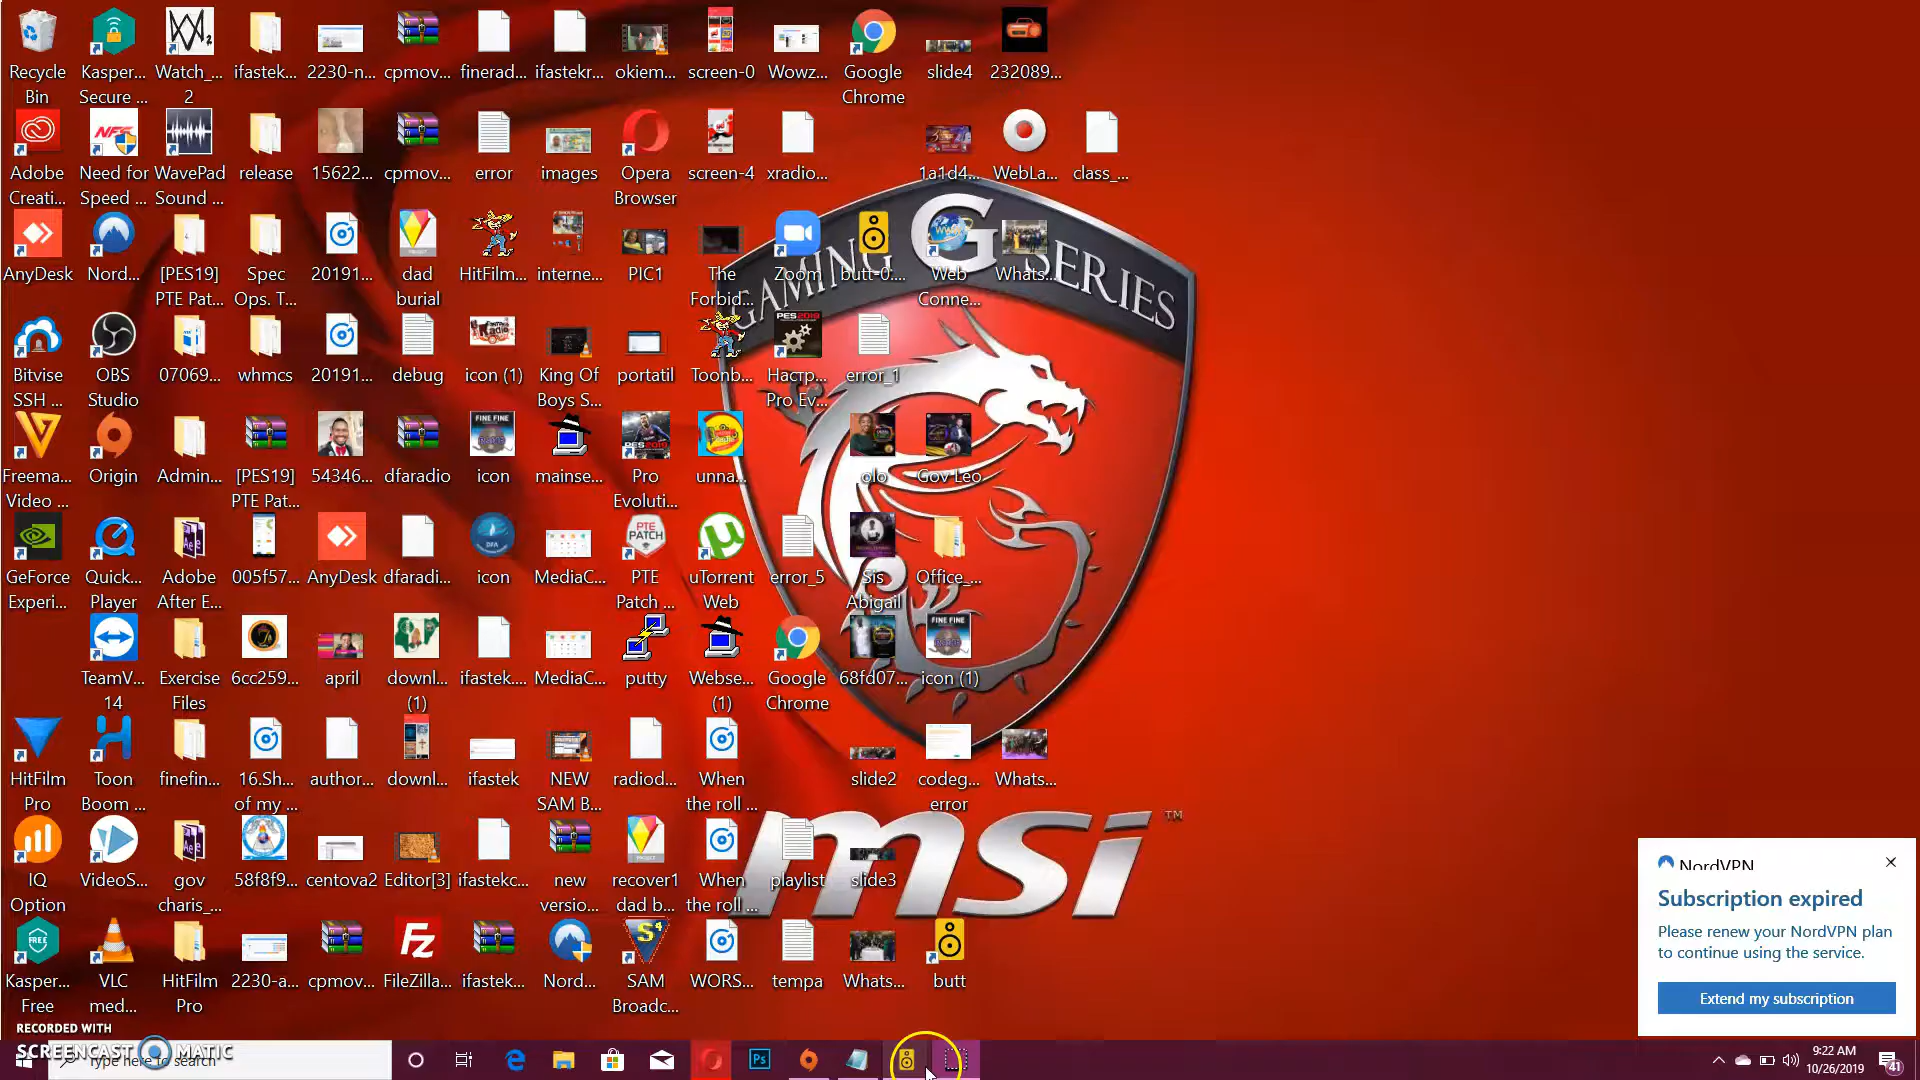 Recycle
Bin
Kasper...
Secure ...
Watch_...
2
ifastek...
2230-n...
cpmov...
finerad...
ifastekr...
okiem...
screen-0
Wowz...
Google
Chrome
slide4
232089...
Adobe
Creati...
Need for
Speed ...
WavePad
Sound ...
release
15622...
cpmov...
error
images
Opera
Browser
screen-4
xradio...
1a1d4...
WebLa...
class_...
AnyDesk
Nord...
[PES19]
PTE Pat...
Spec
Ops. T...
20191...
dad
burial
HitFilm...
interne...
PIC1
The
Forbid...
Zoom
butt-0....
Web
Conne...
Whats...
GAMING G SERIES
Bitvise
SSH ...
OBS
Studio
07069...
whmcs
20191...
debug
icon (1)
King Of
Boys S...
portatil
Toonb...
Настр...
Pro Ev...
error_1
Freema...
Video ...
Origin
Admin...
[PES19]
PTE Pat...
54346...
dfaradio
icon
mainse...
Pro
Evoluti...
unna...
olo
Gov Leo
GeForce
Experi...
Quick...
Player
Adobe
After E...
005f57...
AnyDesk
dfaradi...
icon
MediaC...
PTE
Patch ...
uTorrent
Web
error_5
Sis
Abigail
Office_...
TeamV...
14
Exercise
Files
6cc259...
april
downl...
(1)
ifastek....
MediaC...
putty
Webse...
(1)
Google
Chrome
68fd07...
icon (1)
HitFilm
Pro
Toon
Boom ...
finefin...
16.Sh...
of my ...
author...
downl...
ifastek
NEW
SAM B...
radiod...
When
the roll ...
slide2
codeg...
error
Whats...
msi TM
IQ
Option
VideoS...
gov
charis_...
58f8f9...
centova2
Editor[3]
ifastekc...
new
versio...
recover1
dad b...
When
the roll ...
playlist
slide3
Kasper...
Free
VLC
med...
HitFilm
Pro
2230-a...
cpmov...
FileZilla...
ifastek...
Nord...
SAM
Broadc...
WORS...
tempa
Whats...
butt
NordVPN
Subscription expired
Please renew your NordVPN plan
to continue using the service.
Extend my subscription
RECORDED WITH
SCREENCAST MATIC
Type here to search
9:22 AM
10/26/2019
41